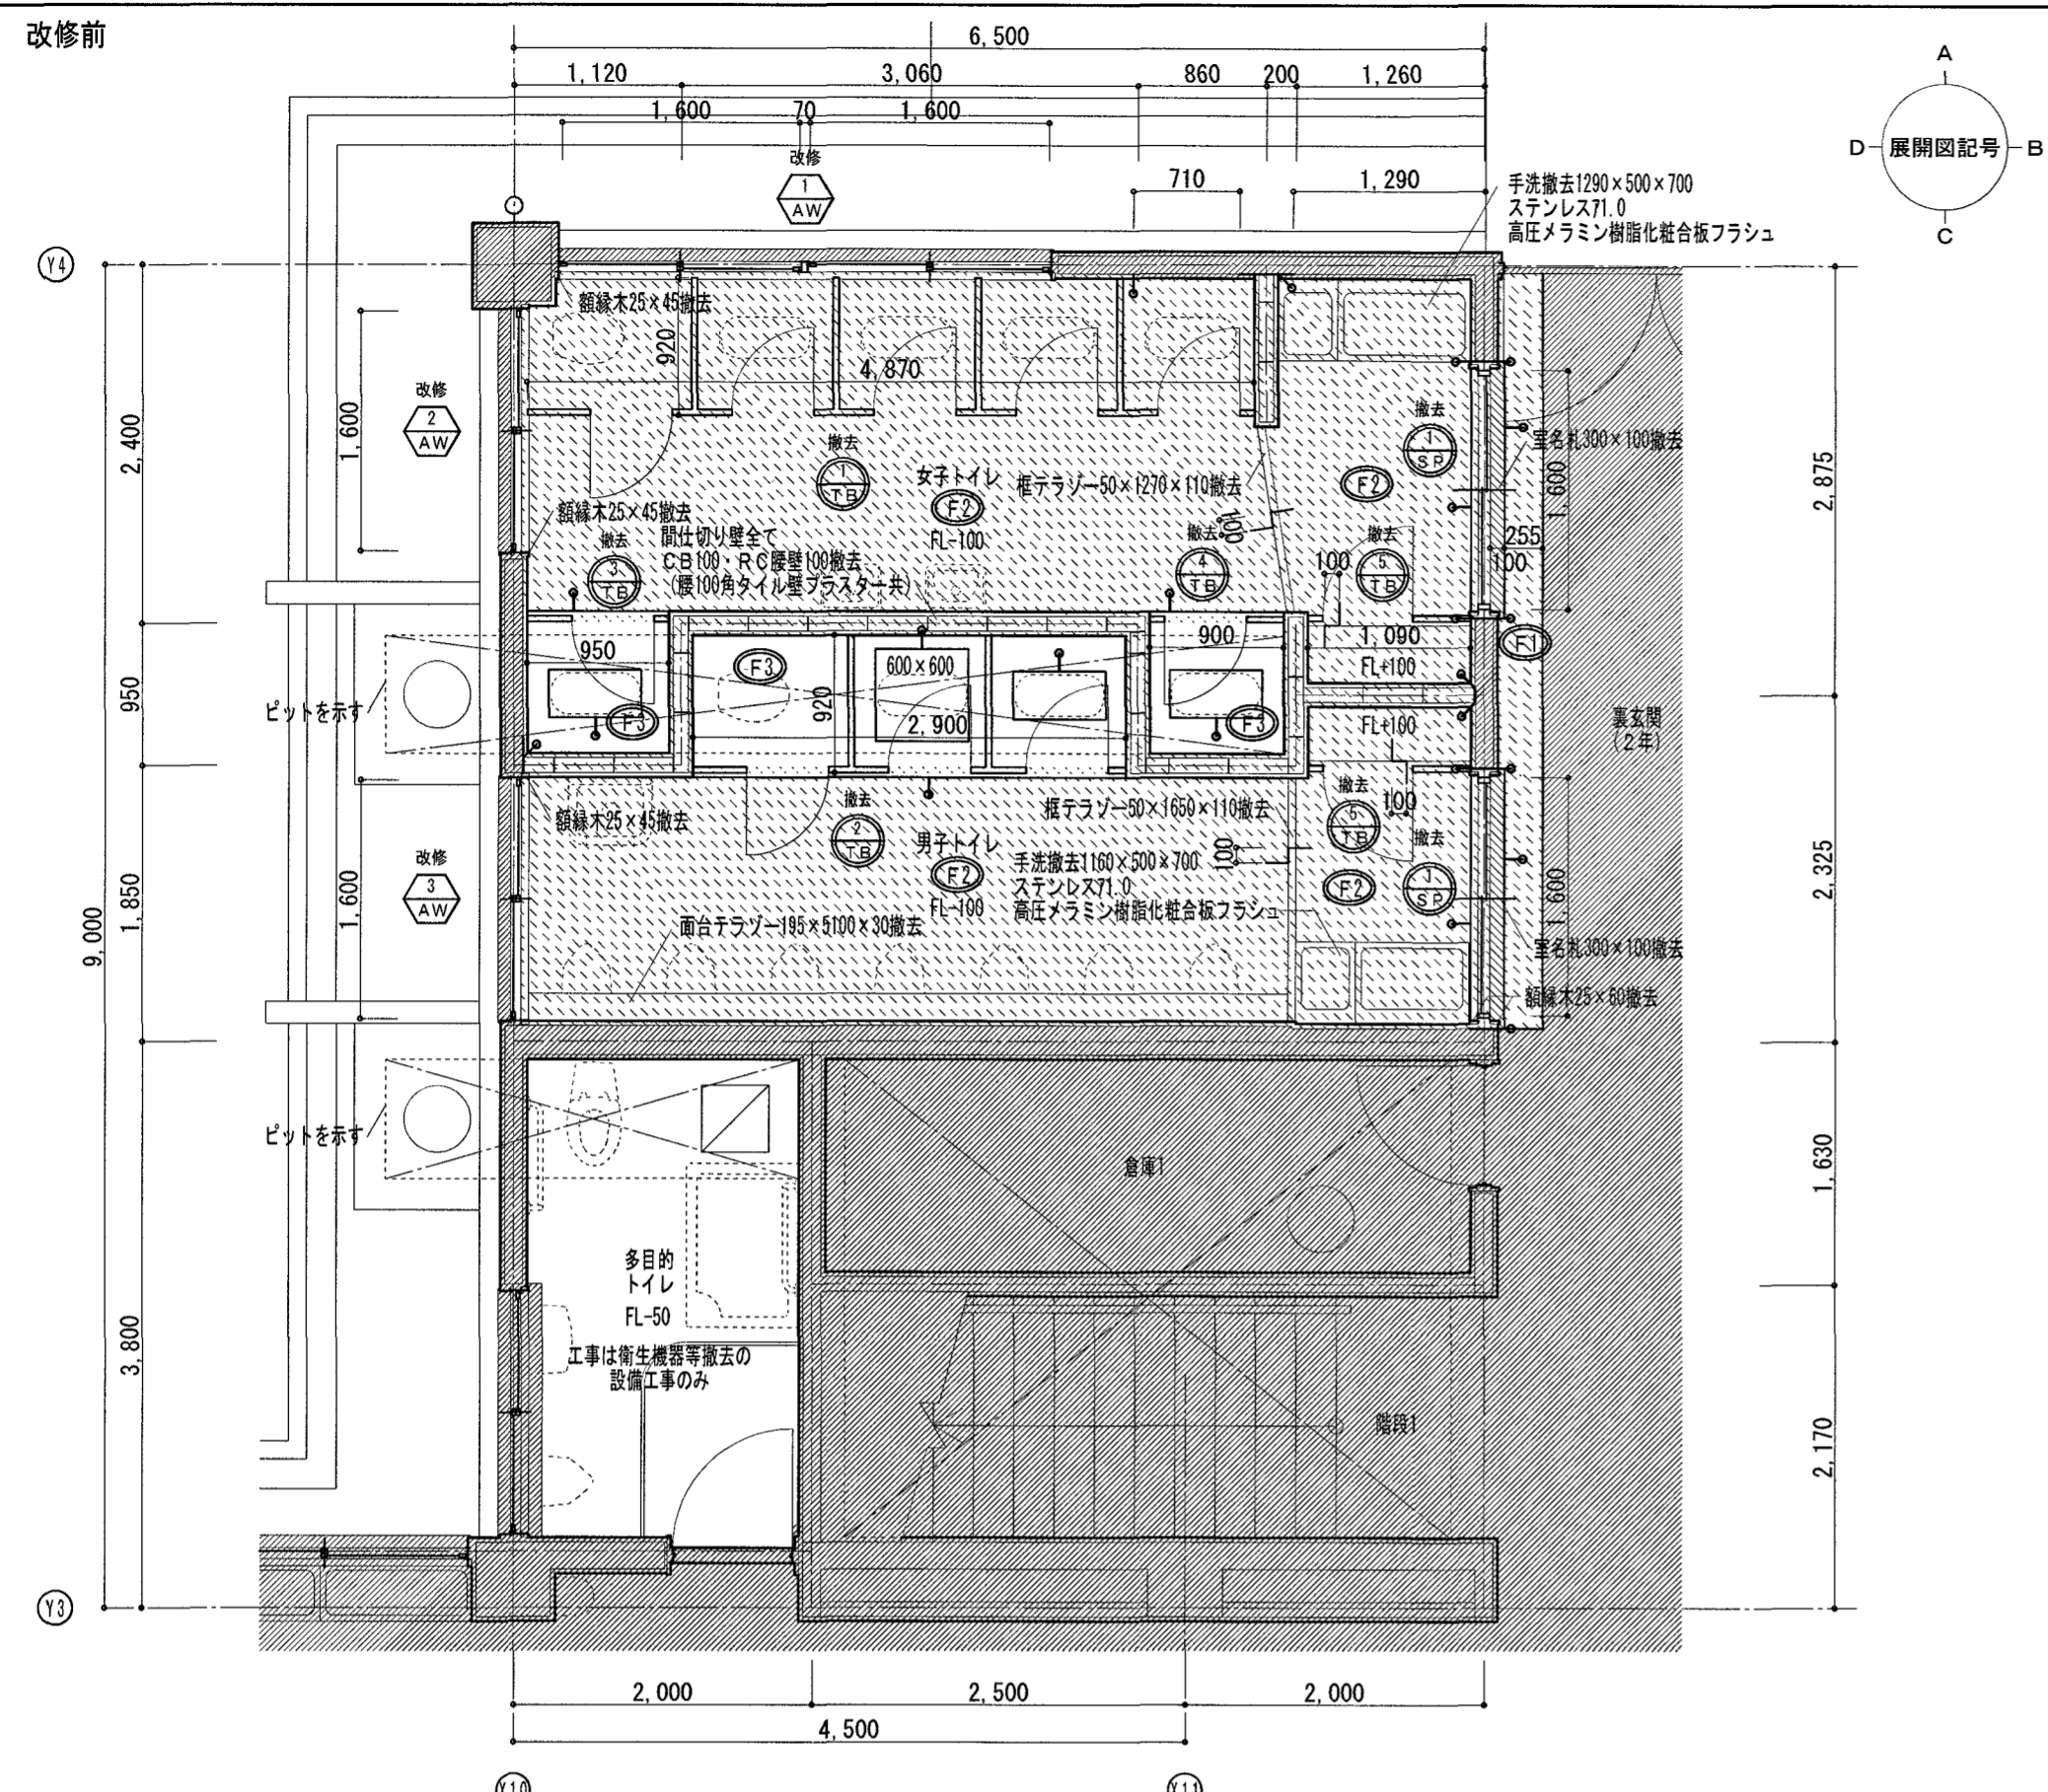 改修前
6,500
1,120
3,060
860
200
1,260
1,600
70
1,600
改修
1
AW
710
1,290
手洗撤去1290×500×700
ステンレスｱ1.0
高圧メラミン樹脂化粧合板フラシュ
A
D
展開図記号
B
C
Y4
額縁木25×45撤去
920
4,870
改修
2
AW
1,600
2,400
撤去
1
TB
女子トイレ
F2
FL-100
框テラゾー50×1270×110撤去
撤去
1
SP
F2
室名札300×100撤去
1,600
2,875
額縁木25×45撤去
間仕切り壁全て
CB100・RC腰壁100撤去
(腰100角タイル壁プラスター共)
撤去
3
TB
撤去
4
TB
100
撤去
5
TB
100
255
100
F1
950
F3
600×600
900
1,090
FL+100
920
2,900
F3
F3
FL+100
ピットを示す
950
裏玄関
(2年)
額縁木25×45撤去
撤去
2
TB
男子トイレ
F2
FL-100
框テラゾー50×1650×110撤去
100
手洗撤去1160×500×700
ステンレスｱ1.0
高圧メラミン樹脂化粧合板フラシュ
撤去
5
TB
100
撤去
1
SP
F2
改修
3
AW
1,600
1,850
9,000
面台テラゾー195×5100×30撤去
1,600
2,325
室名札300×100撤去
額縁木25×60撤去
ピットを示す
倉庫1
1,630
多目的
トイレ
FL-50
工事は衛生機器等撤去の
設備工事のみ
3,800
階段1
2,170
Y3
2,000
2,500
2,000
4,500
X10
X11